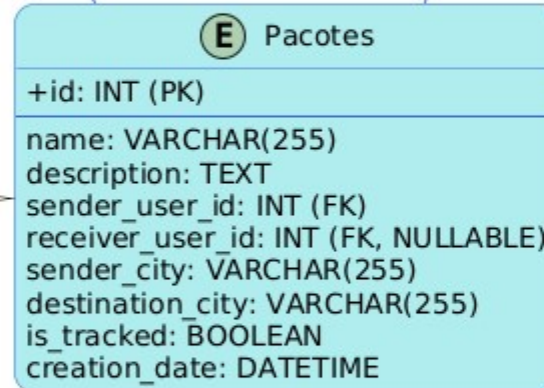 E Pacotes
+id: INT (PK)
name: VARCHAR(255)
description: TEXT
sender_user_id: INT (FK)
receiver_user_id: INT (FK, NULLABLE)
sender_city: VARCHAR(255)
destination_city: VARCHAR(255)
is_tracked: BOOLEAN
creation_date: DATETIME